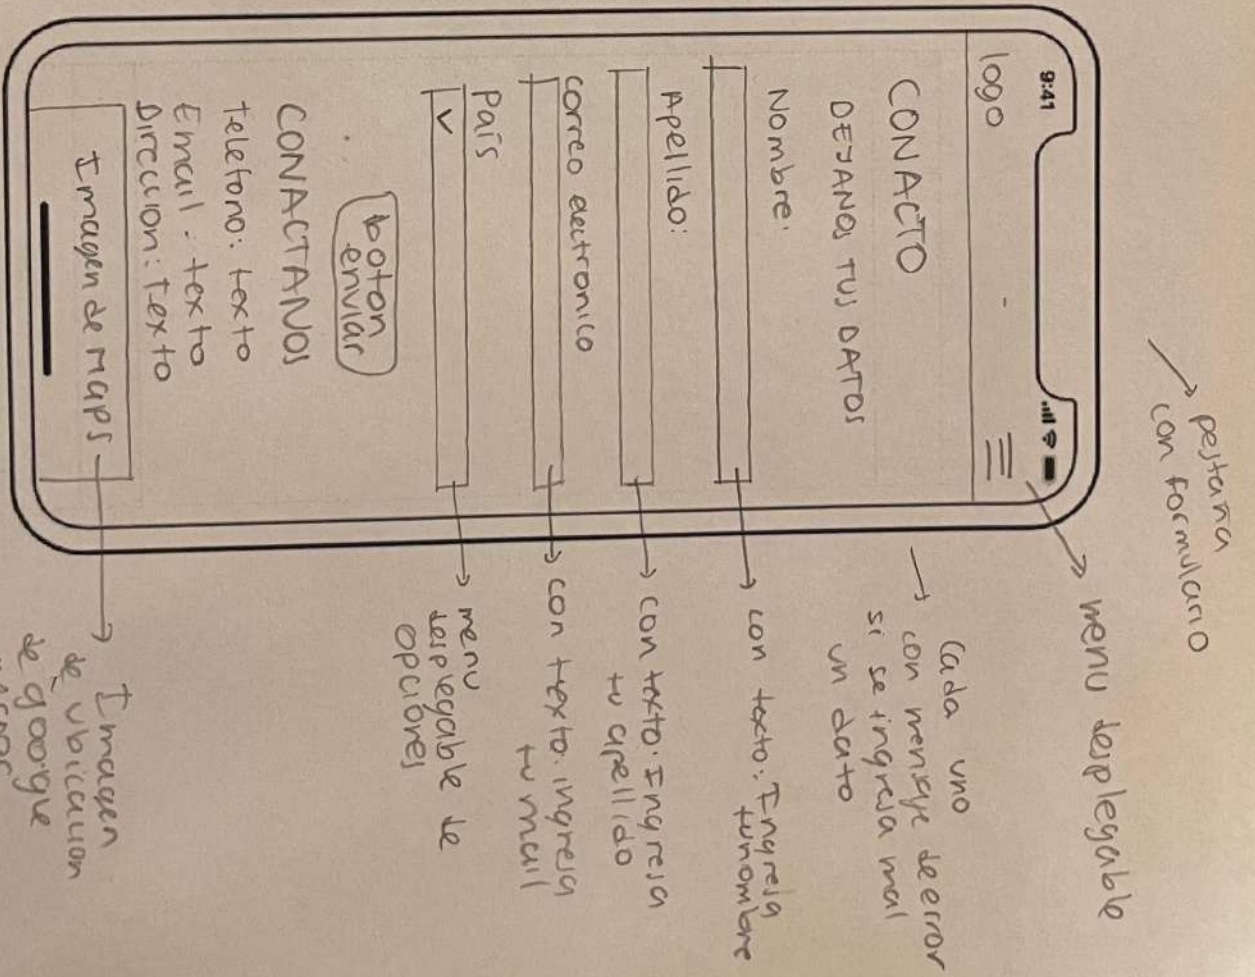 pestaña
con formulario
9:41
logo
menu desplegable
CONACTO
Cada uno
con mensaje de error
si se ingresa mal
un dato
DEJANOS TUS DATOS
Nombre:
con texto: Ingresa
tu nombre
Apellido:
con texto: Ingresa
tu apellido
correo electronico
con texto: ingresa
tu mail
País
menu
desplegable de
opciones
boton
enviar
CONACTANOS
telefono: texto
Email: texto
Direccion: texto
Imagen de maps
Imagen
de ubicacion
de googue